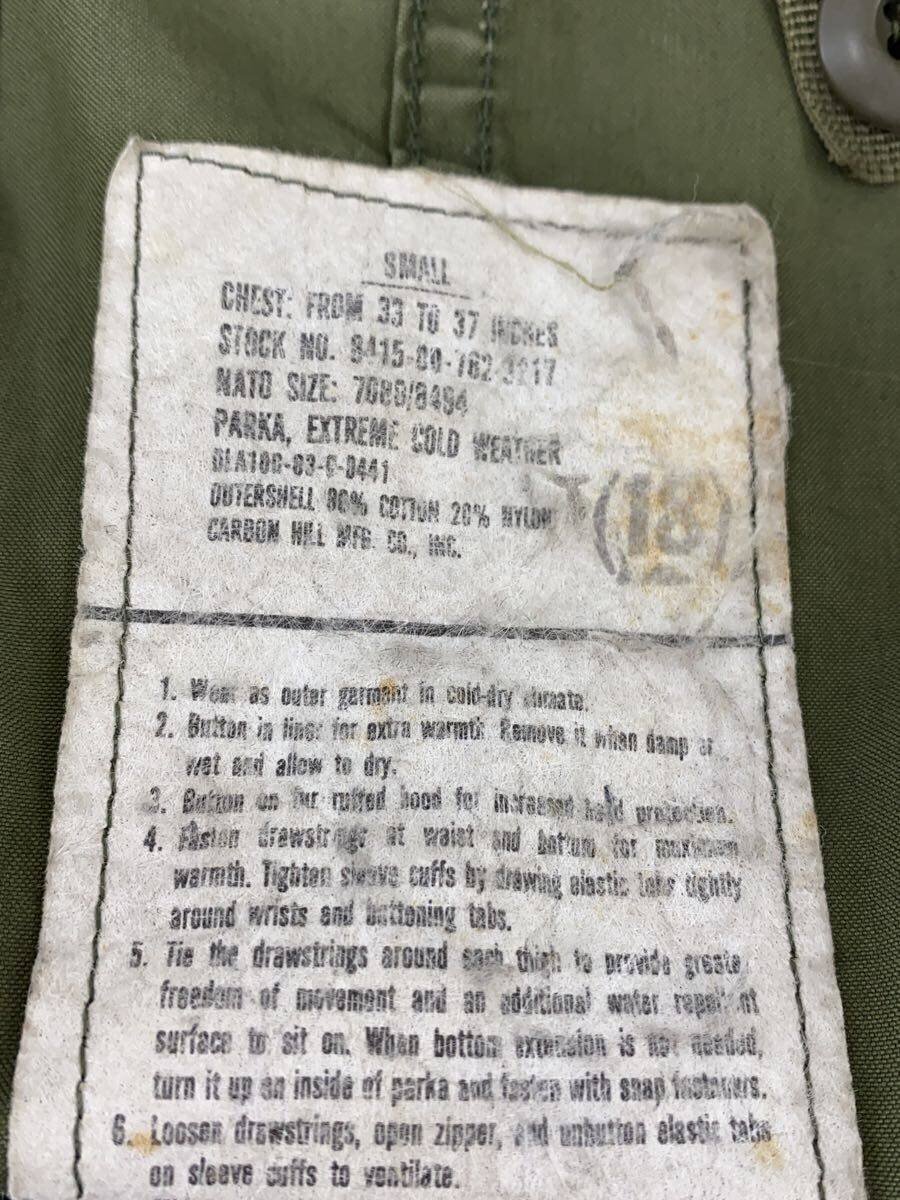 SMALL
CHEST: FROM 33 TO 37 INCHES
STOCK NO. 8415-00-782-3217
NATO SIZE: 7080/8494
PARKA, EXTREME COLD WEATHER
DLA100-83-C-0441
OUTERSHELL 80% COTTON 20% NYLON
CARBON HILL MFG. CO., INC.
1. Wear as outer garment in cold-dry climate.
2. Button in liner for extra warmth. Remove it when damp or
wet and allow to dry.
3. Button on fur ruffed hood for increased head protection.
4. Fasten drawstrings at waist and bottom for maximum
warmth. Tighten sleeve cuffs by drawing elastic tabs tightly
around wrists and buttoning tabs.
5. Tie the drawstrings around each thigh to provide greate
freedom of movement and an additional water repellent
surface to sit on. When bottom extension is not needed,
turn it up on inside of parka and fasten with snap fasteners.
6. Loosen drawstrings, open zipper, and unbutton elastic tabs
on sleeve cuffs to ventilate.